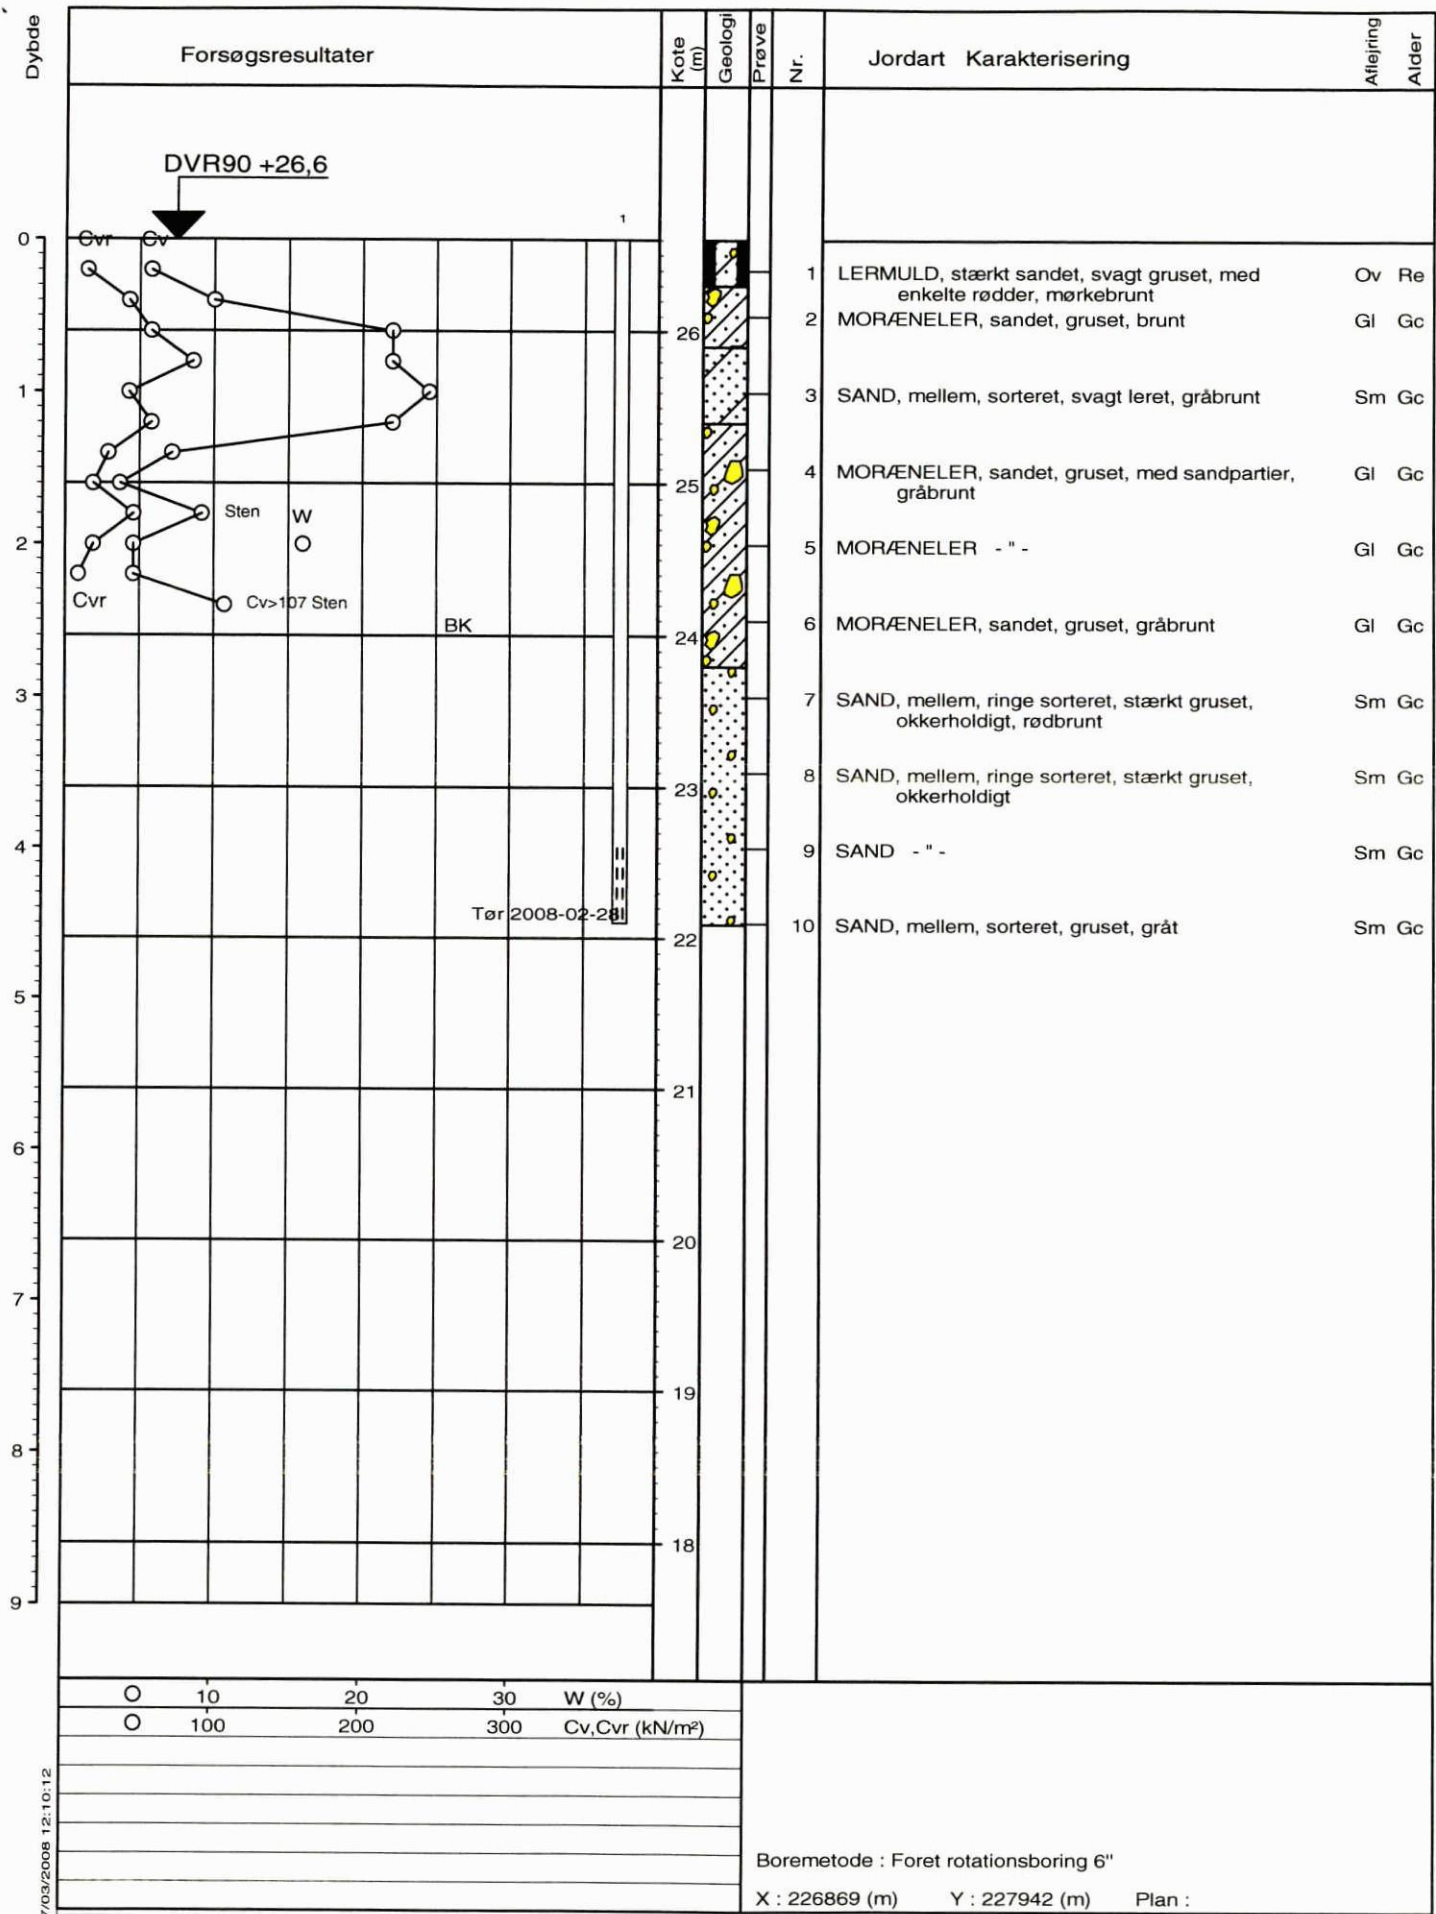 Dybde
Forsøgsresultater
Kote (m)
Geologi
Prøve
Nr.
Jordart Karakterisering
Aflejring
Alder
DVR90 +26,6
1
0
Cvr
Cv
1
LERMULD, stærkt sandet, svagt gruset, med
Ov Re
enkelte rødder, mørkebrunt
26
2
MORÆNELER, sandet, gruset, brunt
Gl Gc
1
3
SAND, mellem, sorteret, svagt leret, gråbrunt
Sm Gc
4
MORÆNELER, sandet, gruset, med sandpartier,
Gl Gc
gråbrunt
25
Sten
W
2
5
MORÆNELER - " -
Gl Gc
Cvr
Cv>107 Sten
BK
24
6
MORÆNELER, sandet, gruset, gråbrunt
Gl Gc
3
7
SAND, mellem, ringe sorteret, stærkt gruset,
Sm Gc
okkerholdigt, rødbrunt
8
SAND, mellem, ringe sorteret, stærkt gruset,
Sm Gc
okkerholdigt
23
4
9
SAND - " -
Sm Gc
Tør 2008-02-28
10
SAND, mellem, sorteret, gruset, gråt
Sm Gc
22
5
21
6
20
7
19
8
18
9
10 20 30 W (%)
100 200 300 Cv,Cvr (kN/m²)
/03/2008 12:10:12
Boremetode : Foret rotationsboring 6"
X : 226869 (m) Y : 227942 (m) Plan :